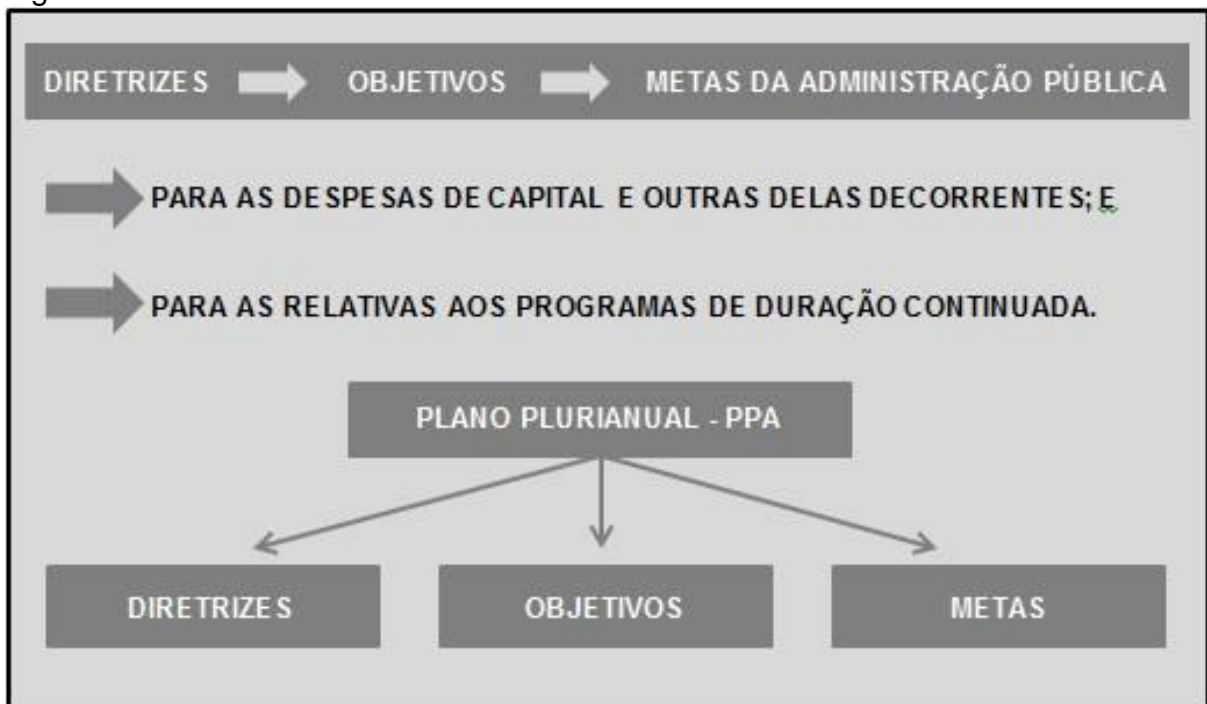 DIRETRIZES OBJETIVOS METAS DA ADMINISTRAÇÃO PÚBLICA
PARA AS DESPESAS DE CAPITAL E OUTRAS DELAS DECORRENTES; E
PARA AS RELATIVAS AOS PROGRAMAS DE DURAÇÃO CONTINUADA.
PLANO PLURIANUAL - PPA
DIRETRIZES OBJETIVOS METAS